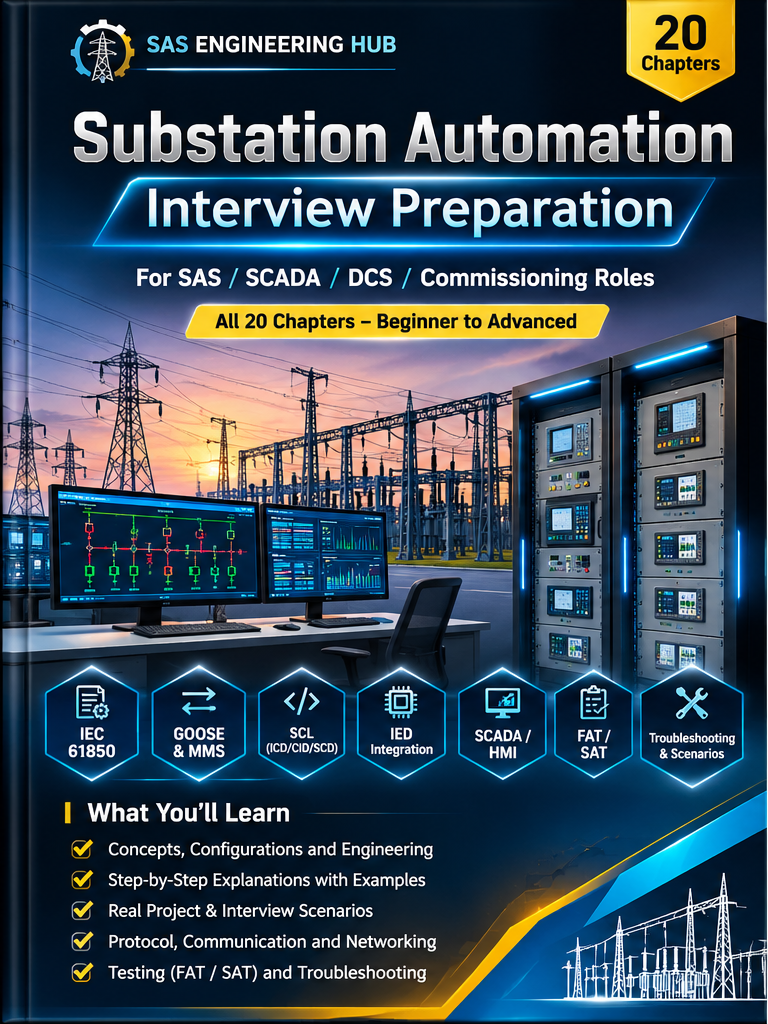 SAS ENGINEERING HUB
20
Chapters
Substation Automation
Interview Preparation
For SAS / SCADA / DCS / Commissioning Roles
All 20 Chapters – Beginner to Advanced
IEC
61850
GOOSE
& MMS
SCL
(ICD/CID/SCD)
IED
Integration
SCADA /
HMI
FAT /
SAT
Troubleshooting
& Scenarios
What You'll Learn
Concepts, Configurations and Engineering
Step-by-Step Explanations with Examples
Real Project & Interview Scenarios
Protocol, Communication and Networking
Testing (FAT / SAT) and Troubleshooting